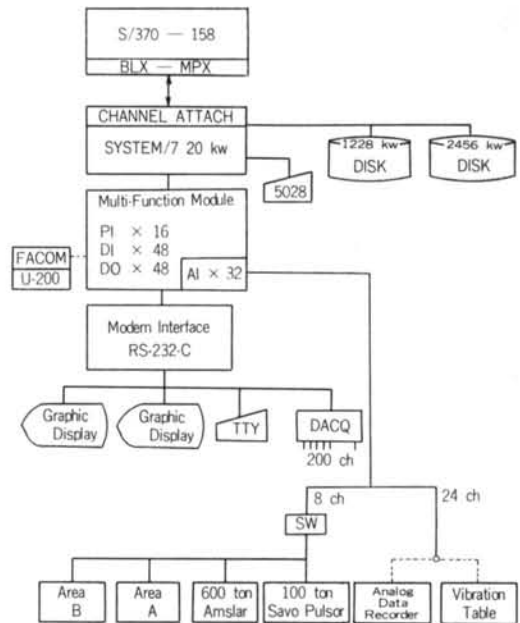 S/370 — 158
BLX — MPX
CHANNEL ATTACH
SYSTEM/7 20 kw
1228 kw
DISK
2456 kw
DISK
5028
Multi-Function Module
PI × 16
DI × 48
DO × 48
AI × 32
FACOM
U-200
Modem Interface
RS-232-C
Graphic
Display
Graphic
Display
TTY
DACQ
200 ch
8 ch
24 ch
SW
Area
B
Area
A
600 ton
Amslar
100 ton
Savo Pulsor
Analog
Data
Recorder
Vibration
Table